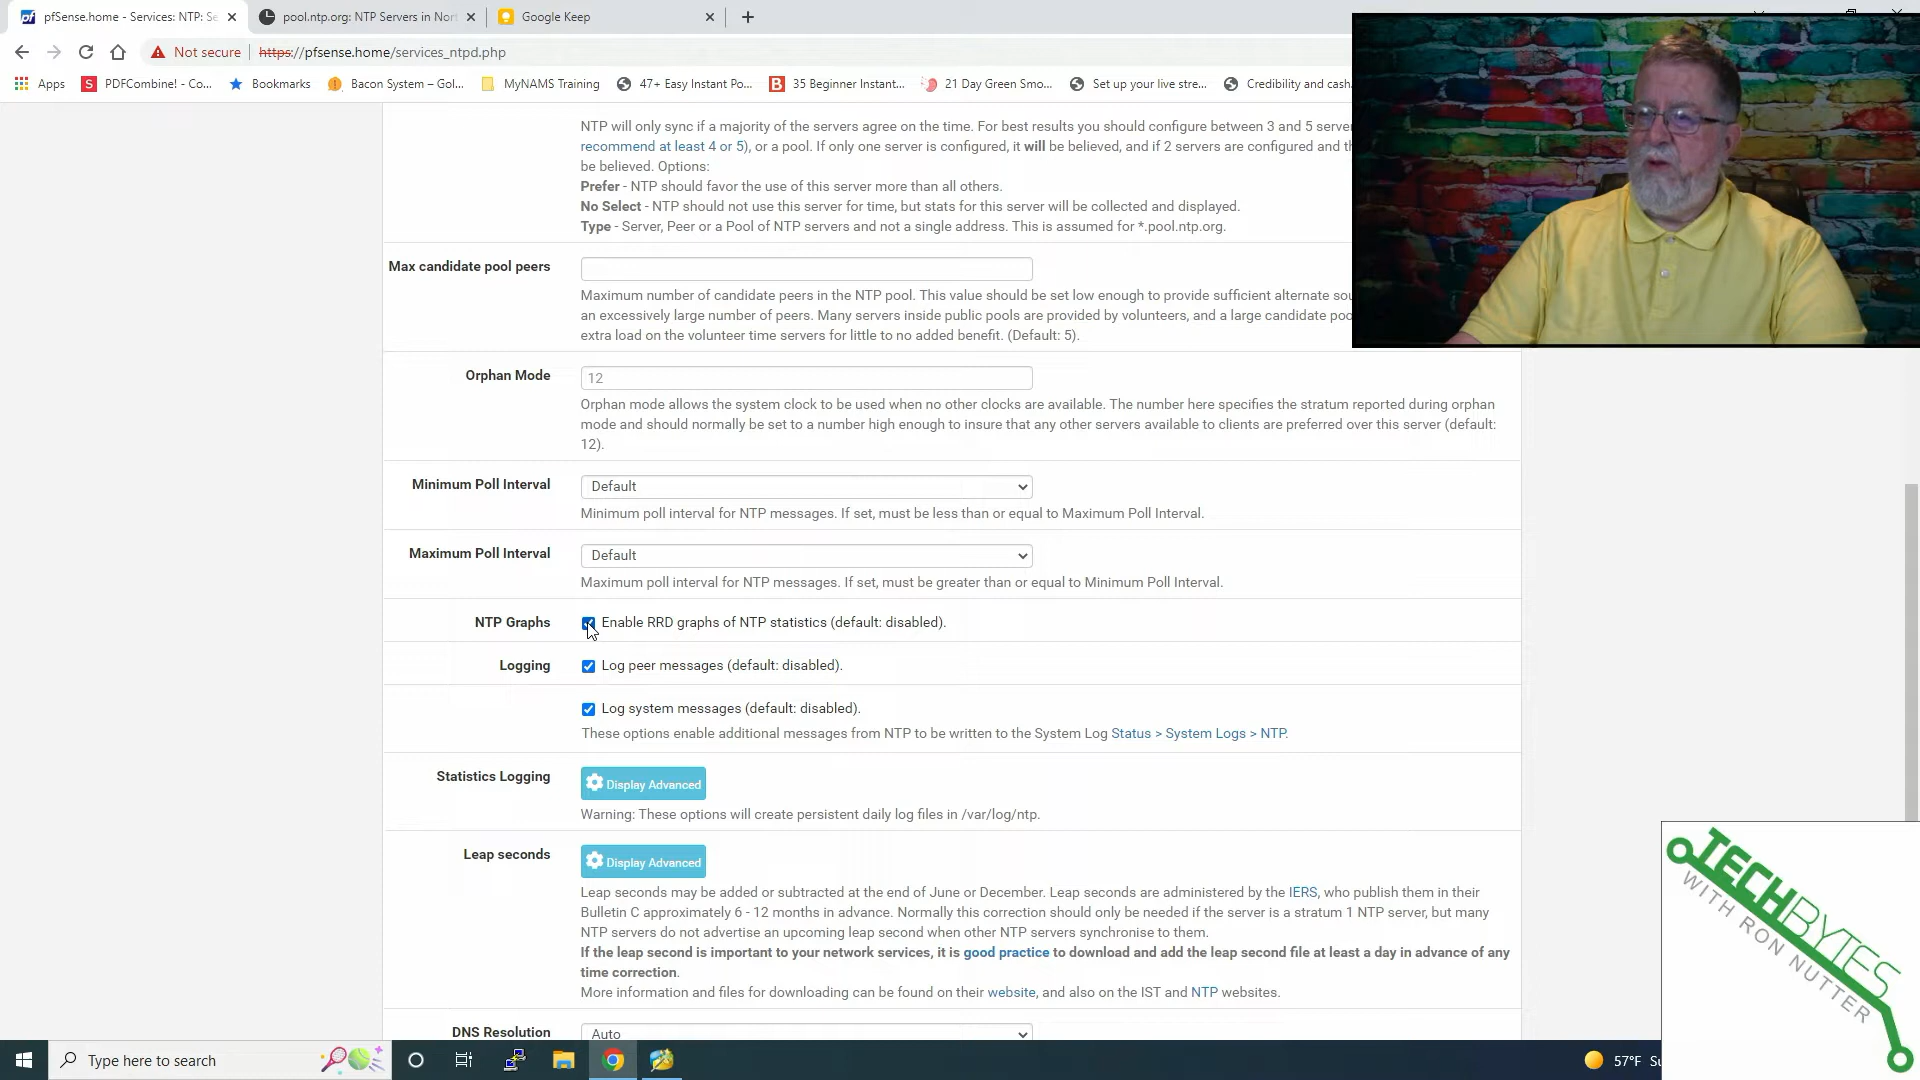 pfSense.home - Services: NTP: Se
pool.ntp.org: NTP Servers in Nort
Google Keep
Not secure
https://pfsense.home/services_ntpd.php
Apps
PDFCombine! - Co...
Bookmarks
Bacon System – Gol...
MyNAMS Training
47+ Easy Instant Po...
35 Beginner Instant...
21 Day Green Smo...
Set up your live stre...
Credibility and cash
NTP will only sync if a majority of the servers agree on the time. For best results you should configure between 3 and 5 server
recommend at least 4 or 5), or a pool. If only one server is configured, it will be believed, and if 2 servers are configured and th
be believed. Options:
Prefer - NTP should favor the use of this server more than all others.
No Select - NTP should not use this server for time, but stats for this server will be collected and displayed.
Type - Server, Peer or a Pool of NTP servers and not a single address. This is assumed for *.pool.ntp.org.
Max candidate pool peers
Maximum number of candidate peers in the NTP pool. This value should be set low enough to provide sufficient alternate sou
an excessively large number of peers. Many servers inside public pools are provided by volunteers, and a large candidate poo
extra load on the volunteer time servers for little to no added benefit. (Default: 5).
Orphan Mode
12
Orphan mode allows the system clock to be used when no other clocks are available. The number here specifies the stratum reported during orphan
mode and should normally be set to a number high enough to insure that any other servers available to clients are preferred over this server (default:
12).
Minimum Poll Interval
Default
Minimum poll interval for NTP messages. If set, must be less than or equal to Maximum Poll Interval.
Maximum Poll Interval
Default
Maximum poll interval for NTP messages. If set, must be greater than or equal to Minimum Poll Interval.
NTP Graphs
Enable RRD graphs of NTP statistics (default: disabled).
Logging
Log peer messages (default: disabled).
Log system messages (default: disabled).
These options enable additional messages from NTP to be written to the System Log Status > System Logs > NTP.
Statistics Logging
Display Advanced
Warning: These options will create persistent daily log files in /var/log/ntp.
Leap seconds
Display Advanced
Leap seconds may be added or subtracted at the end of June or December. Leap seconds are administered by the IERS, who publish them in their
Bulletin C approximately 6 - 12 months in advance. Normally this correction should only be needed if the server is a stratum 1 NTP server, but many
NTP servers do not advertise an upcoming leap second when other NTP servers synchronise to them.
If the leap second is important to your network services, it is good practice to download and add the leap second file at least a day in advance of any
time correction.
More information and files for downloading can be found on their website, and also on the IST and NTP websites.
DNS Resolution
Auto
Type here to search
57°F Su
TECHBYTES
WITH RON NUTTER